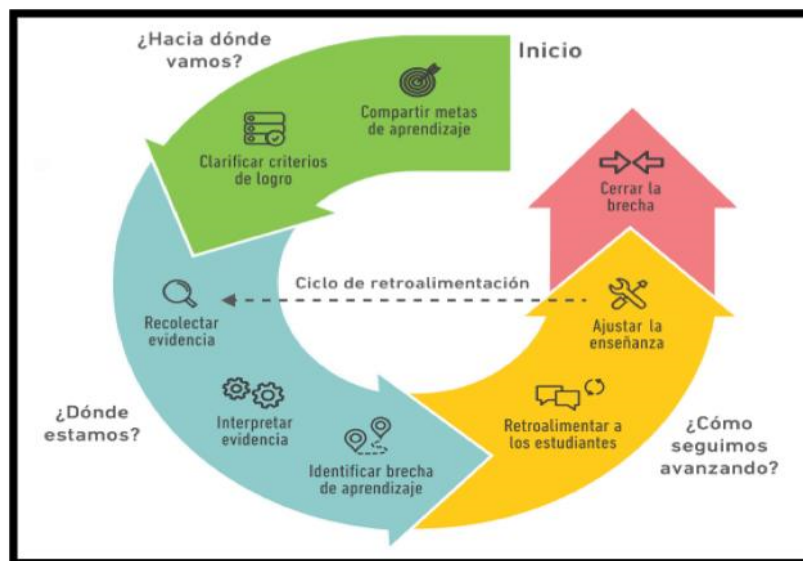 Inicio
¿Hacia dónde
vamos?
Compartir metas
de aprendizaje
Clarificar criterios
de logro
Recolectar
evidencia
Interpretar
evidencia
Identificar brecha
de aprendizaje
¿Dónde
estamos?
Retroalimentar a
los estudiantes
Ajustar la
enseñanza
¿Cómo
seguimos
avanzando?
Cerrar la
brecha
Ciclo de retroalimentación